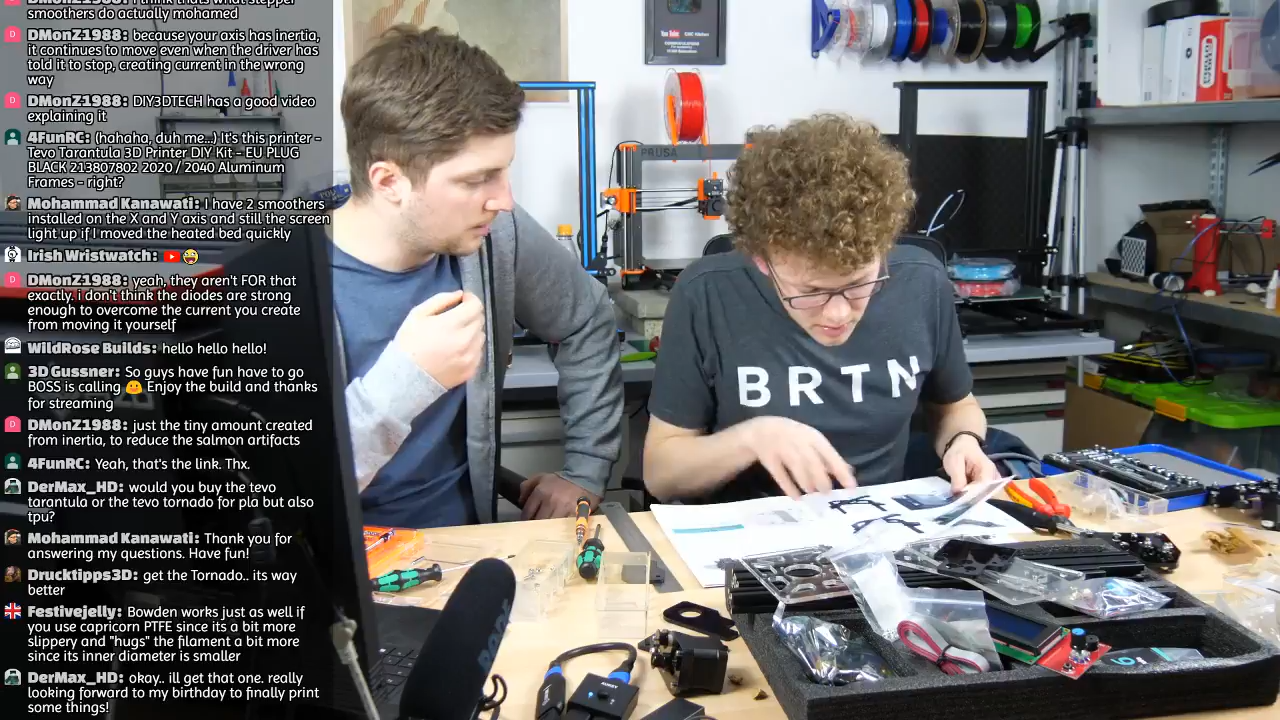 DMonZ1988: I think thats what stepper
smoothers do actually mohamed
DMonZ1988: because your axis has inertia,
it continues to move even when the driver has
told it to stop, creating current in the wrong
way
DMonZ1988: DIY3DTECH has a good video
explaining it
4FunRC: (hahaha, duh me...) It's this printer -
Tevo Tarantula 3D Printer DIY Kit - EU PLUG
BLACK 213807802 2020 / 2040 Aluminum
Frames - right?
Mohammad Kanawati: I have 2 smoothers
installed on the X and Y axis and still the screen
light up if I moved the heated bed quickly
Irish Wristwatch:
DMonZ1988: yeah, they aren't FOR that
exactly. i don't think the diodes are strong
enough to overcome the current you create
from moving it yourself
WildRose Builds: hello hello hello!
3D Gussner: So guys have fun have to go
BOSS is calling 🙂 Enjoy the build and thanks
for streaming
DMonZ1988: just the tiny amount created
from inertia, to reduce the salmon artifacts
4FunRC: Yeah, that's the link. Thx.
DerMax_HD: would you buy the tevo
tarantula or the tevo tornado for pla but also
tpu?
Mohammad Kanawati: Thank you for
answering my questions. Have fun!
Drucktipps3D: get the Tornado.. its way
better
Festivejelly: Bowden works just as well if
you use capricorn PTFE since its a bit more
slippery and "hugs" the filament a bit more
since its inner diameter is smaller
DerMax_HD: okay.. ill get that one. really
looking forward to my birthday to finally print
some things!
PRUSA
BRTN
RODE